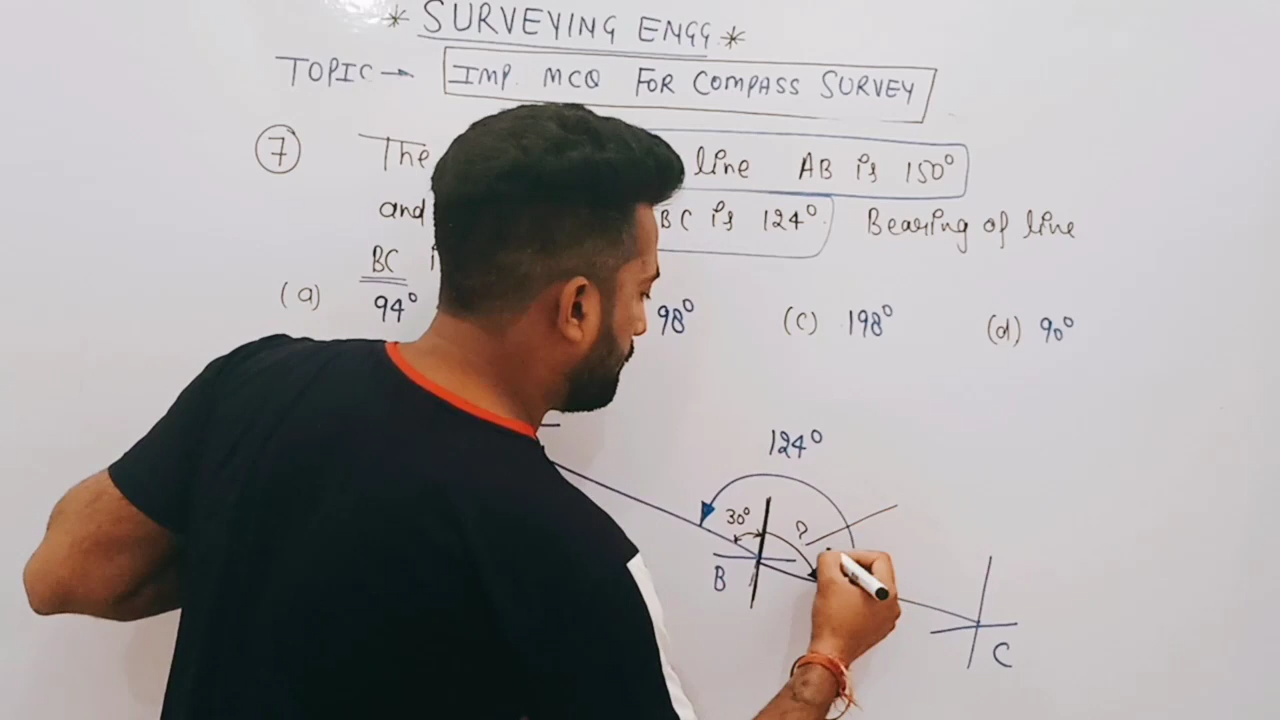 * SURVEYING ENGG *
TOPIC → IMP. MCQ FOR COMPASS SURVEY
7 The line AB is 150°
and BC is 124°. Bearing of line
BC
(a) 94° 98° (c) 198° (d) 90°
124°
30° ?
B
C